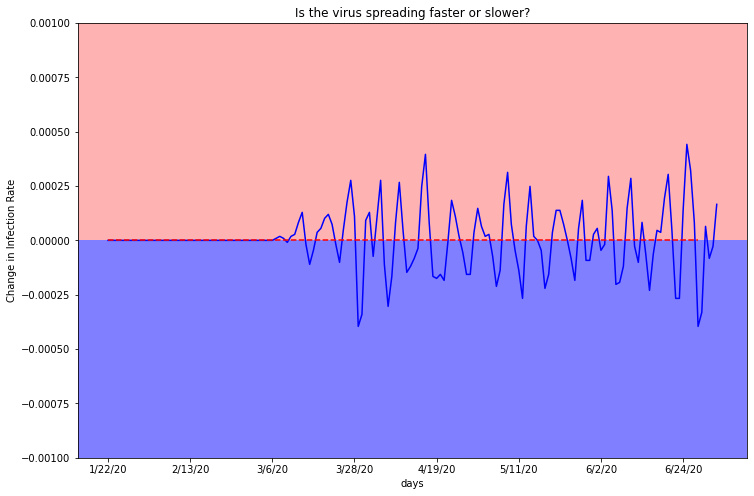 Is the virus spreading faster or slower?
0.00100
0.00075
0.00050
0.00025
0.00000
−0.00025
−0.00050
−0.00075
−0.00100
Change in Infection Rate
1/22/20 2/13/20 3/6/20 3/28/20 4/19/20 5/11/20 6/2/20 6/24/20
days